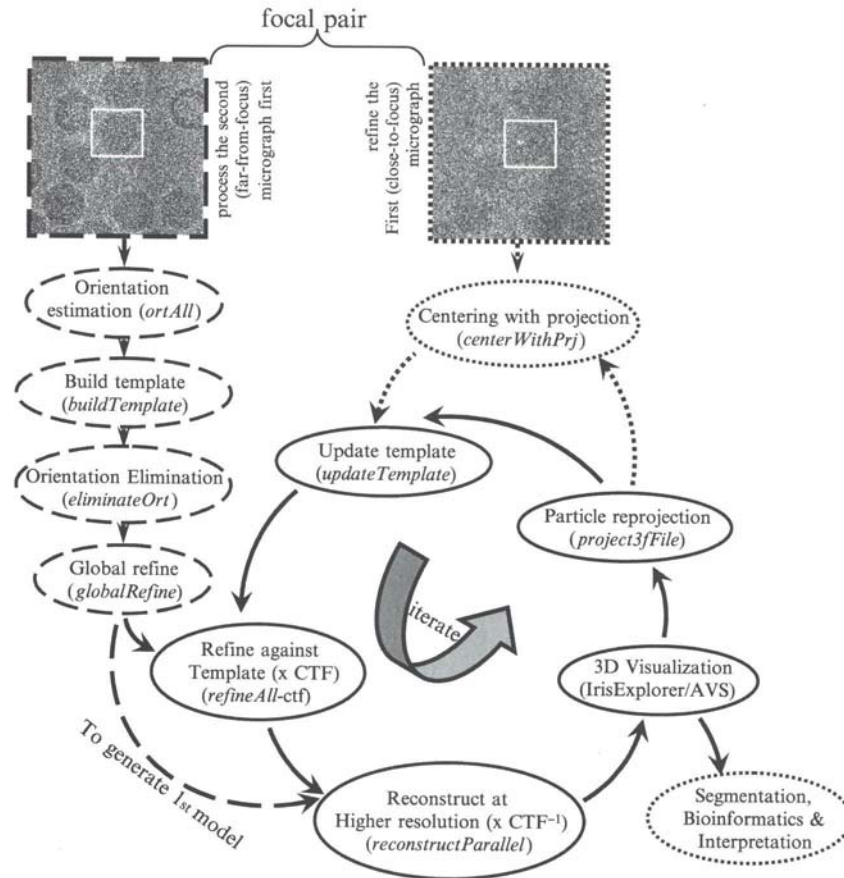 focal pair
process the second
(far-from-focus)
micrograph first
refine the
First (close-to-focus)
micrograph
Orientation
estimation (ortAll)
Build template
(buildTemplate)
Orientation Elimination
(eliminateOrt)
Global refine
(globalRefine)
Centering with projection
(centerWithPrj)
Update template
(updateTemplate)
Particle reprojection
(project3fFile)
iterate
Refine against
Template (x CTF)
(refineAll-ctf)
3D Visualization
(IrisExplorer/AVS)
To generate 1st model
Reconstruct at
Higher resolution (x CTF⁻¹)
(reconstructParallel)
Segmentation,
Bioinformatics &
Interpretation